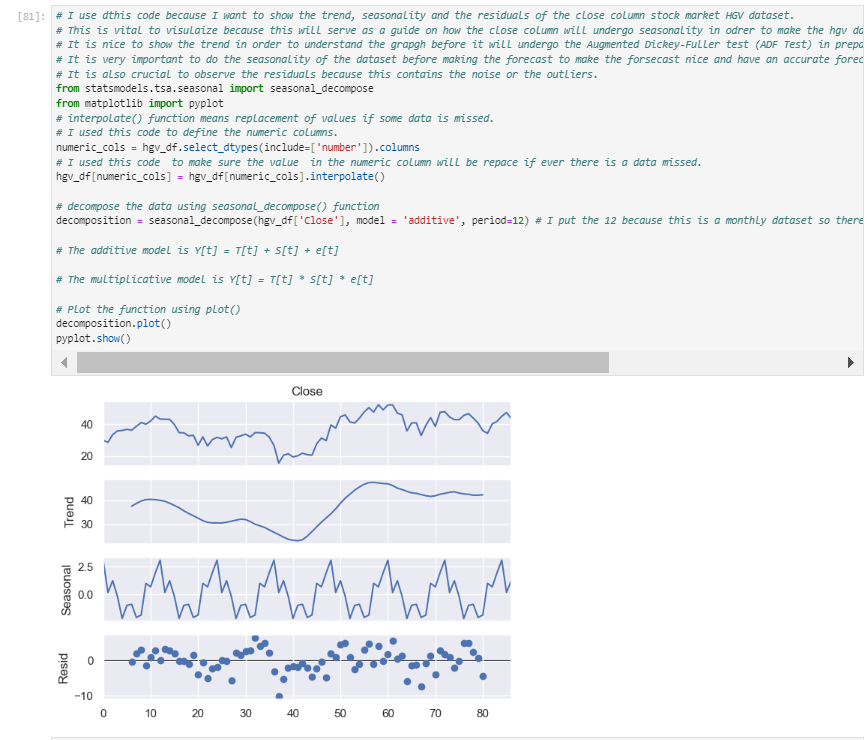 [81]:
# I use dthis code because I want to show the trend, seasonality and the residuals of the close column stock market HGV dataset.
# This is vital to visulaize because this will serve as a guide on how the close column will undergo seasonality in odrer to make the hgv da
# It is nice to show the trend in order to understand the grapgh before it will undergo the Augmented Dickey-Fuller test (ADF Test) in prepa
# It is very important to do the seasonality of the dataset before making the forecast to make the forsecast nice and have an accurate forec
# It is also crucial to observe the residuals because this contains the noise or the outliers.
from statsmodels.tsa.seasonal import seasonal_decompose
from matplotlib import pyplot
# interpolate() function means replacement of values if some data is missed.
# I used this code to define the numeric columns.
numeric_cols = hgv_df.select_dtypes(include=['number']).columns
# I used this code  to make sure the value  in the numeric column will be repace if ever there is a data missed.
hgv_df[numeric_cols] = hgv_df[numeric_cols].interpolate()
# decompose the data using seasonal_decompose() function
decomposition = seasonal_decompose(hgv_df['Close'], model = 'additive', period=12) # I put the 12 because this is a monthly dataset so there
# The additive model is Y[t] = T[t] + S[t] + e[t]
# The multiplicative model is Y[t] = T[t] * S[t] * e[t]
# Plot the function using plot()
decomposition.plot()
pyplot.show()
Close
40
20
Trend
40
30
Seasonal
2.5
0.0
Resid
0
−10
0 10 20 30 40 50 60 70 80